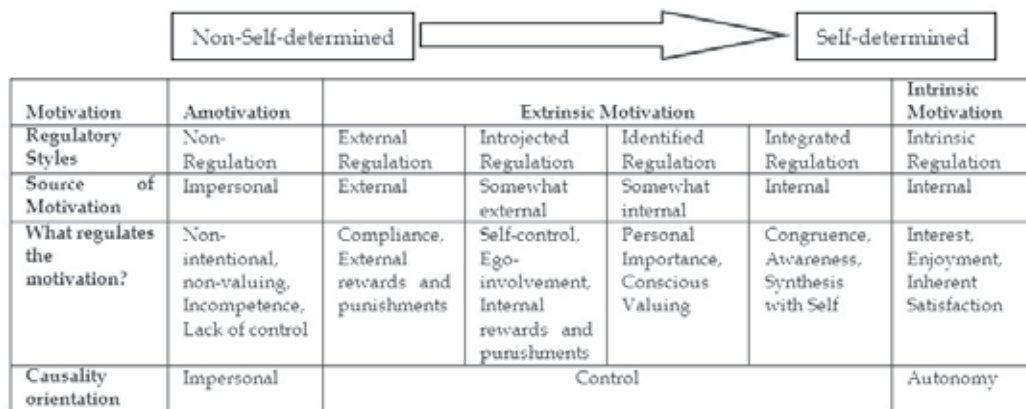 Non-Self-determined
Self-determined
Motivation
Amotivation
Extrinsic Motivation
Intrinsic
Motivation
Regulatory
Styles
Non-
Regulation
External
Regulation
Introjected
Regulation
Identified
Regulation
Integrated
Regulation
Intrinsic
Regulation
Source of
Motivation
Impersonal
External
Somewhat
external
Somewhat
internal
Internal
Internal
What regulates
the
motivation?
Non-
intentional,
non-valuing,
Incompetence,
Lack of control
Compliance,
External
rewards and
punishments
Self-control,
Ego-
involvement,
Internal
rewards and
punishments
Personal
Importance,
Conscious
Valuing
Congruence,
Awareness,
Synthesis
with Self
Interest,
Enjoyment,
Inherent
Satisfaction
Causality
orientation
Impersonal
Control
Autonomy